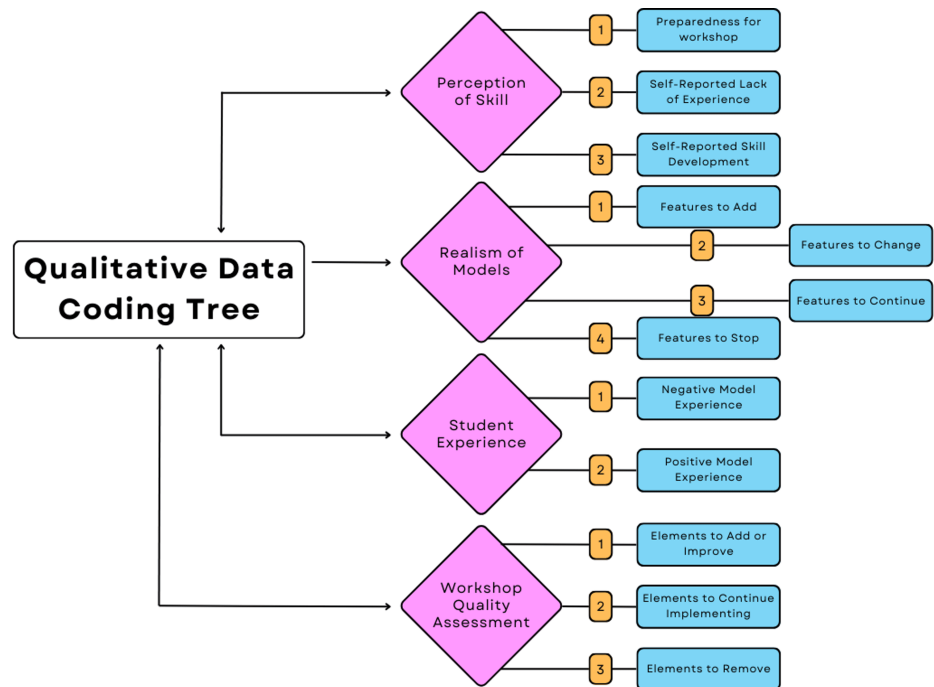 Qualitative Data
Coding Tree
Perception
of Skill
1
Preparedness for
workshop
2
Self-Reported Lack
of Experience
3
Self-Reported Skill
Development
Realism of
Models
1
Features to Add
2
Features to Change
3
Features to Continue
4
Features to Stop
Student
Experience
1
Negative Model
Experience
2
Positive Model
Experience
Workshop
Quality
Assessment
1
Elements to Add or
Improve
2
Elements to Continue
Implementing
3
Elements to Remove